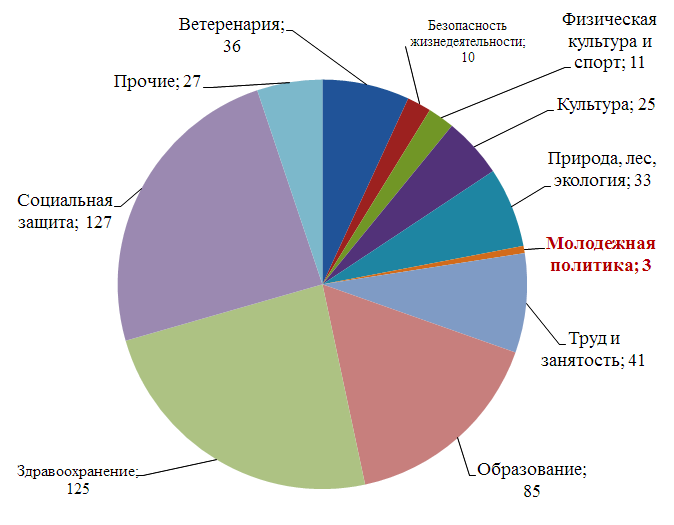 Ветеренария;
36
Безопасность
жизнедеятельности;
10
Физическая
культура и
спорт; 11
Культура; 25
Природа, лес,
экология; 33
Молодежная
политика; 3
Труд и
занятость; 41
Образование;
85
Здравоохранение;
125
Социальная
защита; 127
Прочие; 27